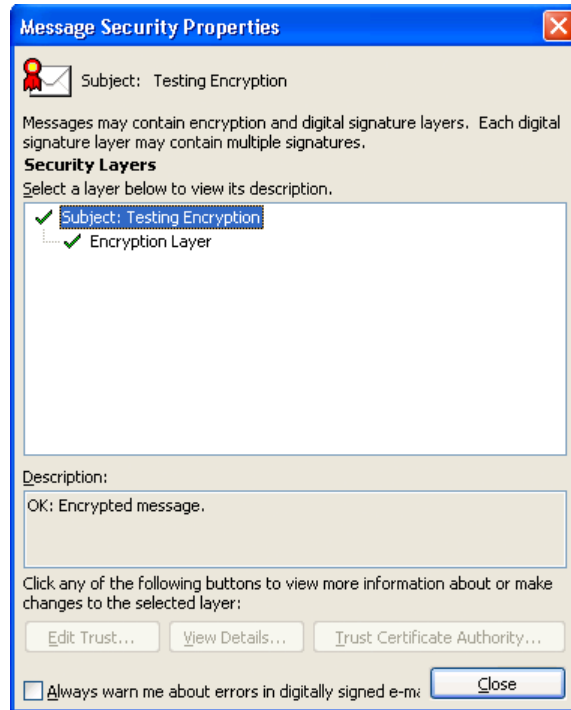 Message Security Properties
Subject: Testing Encryption
Messages may contain encryption and digital signature layers. Each digital
signature layer may contain multiple signatures.
Security Layers
Select a layer below to view its description.
Subject: Testing Encryption
Encryption Layer
Description:
OK: Encrypted message.
Click any of the following buttons to view more information about or make
changes to the selected layer:
Edit Trust... View Details... Trust Certificate Authority...
Always warn me about errors in digitally signed e-ma Close